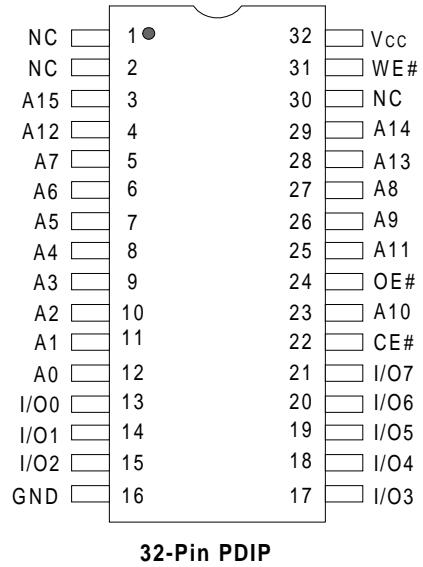 NC 1 32 Vcc
NC 2 31 WE#
A15 3 30 NC
A12 4 29 A14
A7 5 28 A13
A6 6 27 A8
A5 7 26 A9
A4 8 25 A11
A3 9 24 OE#
A2 10 23 A10
A1 11 22 CE#
A0 12 21 I/O7
I/O0 13 20 I/O6
I/O1 14 19 I/O5
I/O2 15 18 I/O4
GND 16 17 I/O3
32-Pin PDIP